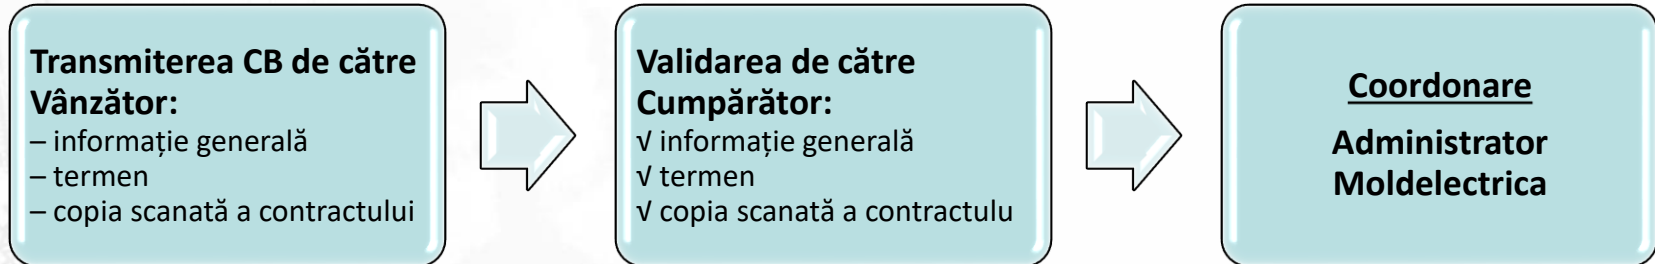 Transmiterea CB de către
Vânzător:
– informație generală
– termen
– copia scanată a contractului
Validarea de către
Cumpărător:
√ informație generală
√ termen
√ copia scanată a contractulu
Coordonare
Administrator
Moldelectrica